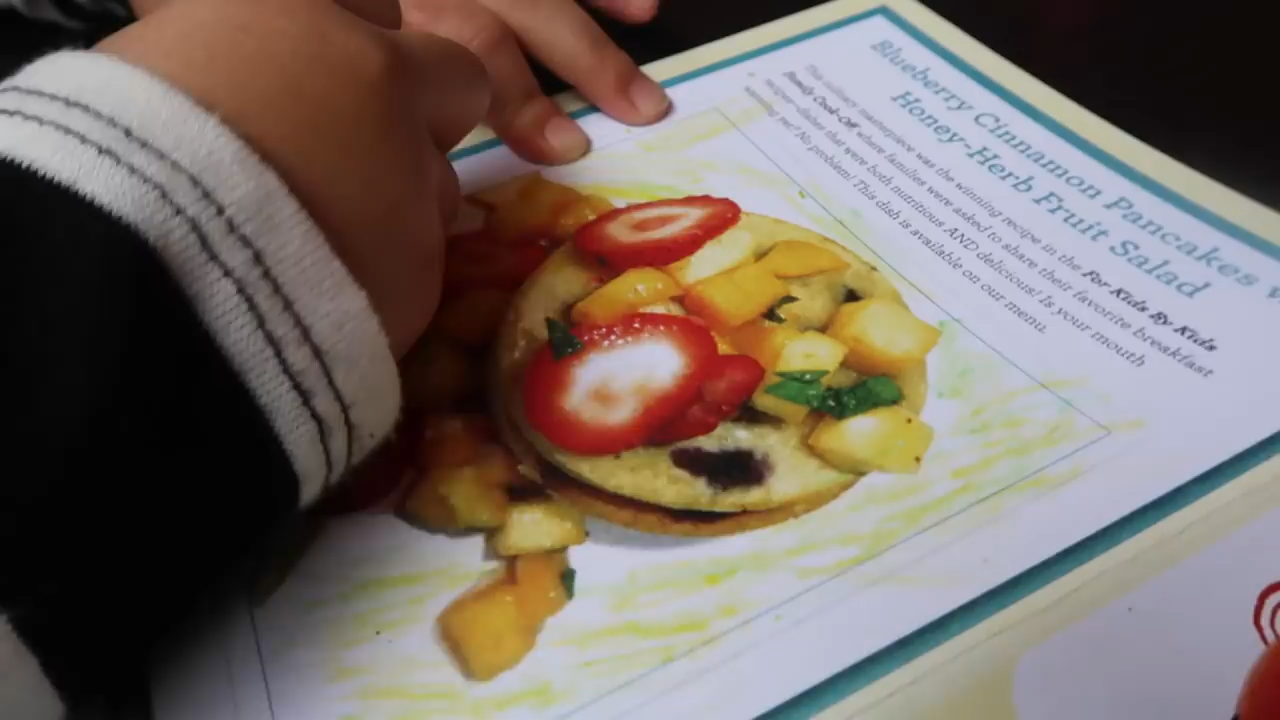 Blueberry Cinnamon Pancakes w
Honey-Herb Fruit Salad
This culinary masterpiece was the winning recipe in the For Kids By Kids
Family Cook-Off, where families were asked to share their favorite breakfast
recipes–dishes that were both nutritious AND delicious! Is your mouth
watering yet? No problem! This dish is available on our menu.